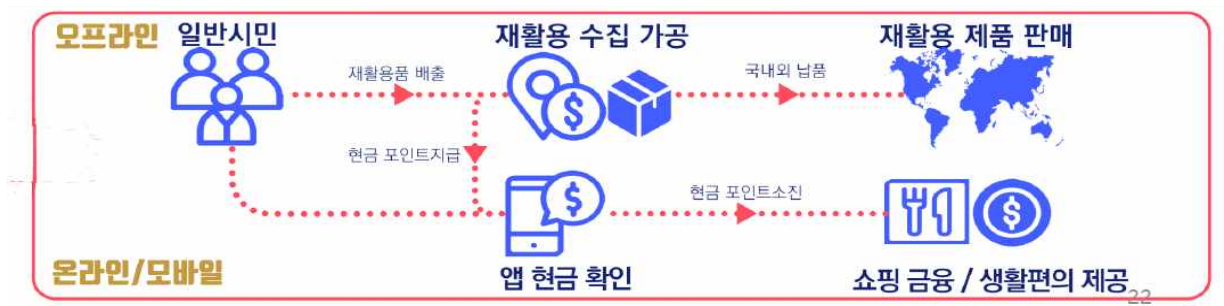 오프라인
일반시민
재활용 수집 가공
재활용 제품 판매
재활용품 배출
국내외 납품
$
현금 포인트지급
$
현금 포인트소진
$
온라인/모바일
앱 현금 확인
쇼핑 금융 / 생활편의 제공
22